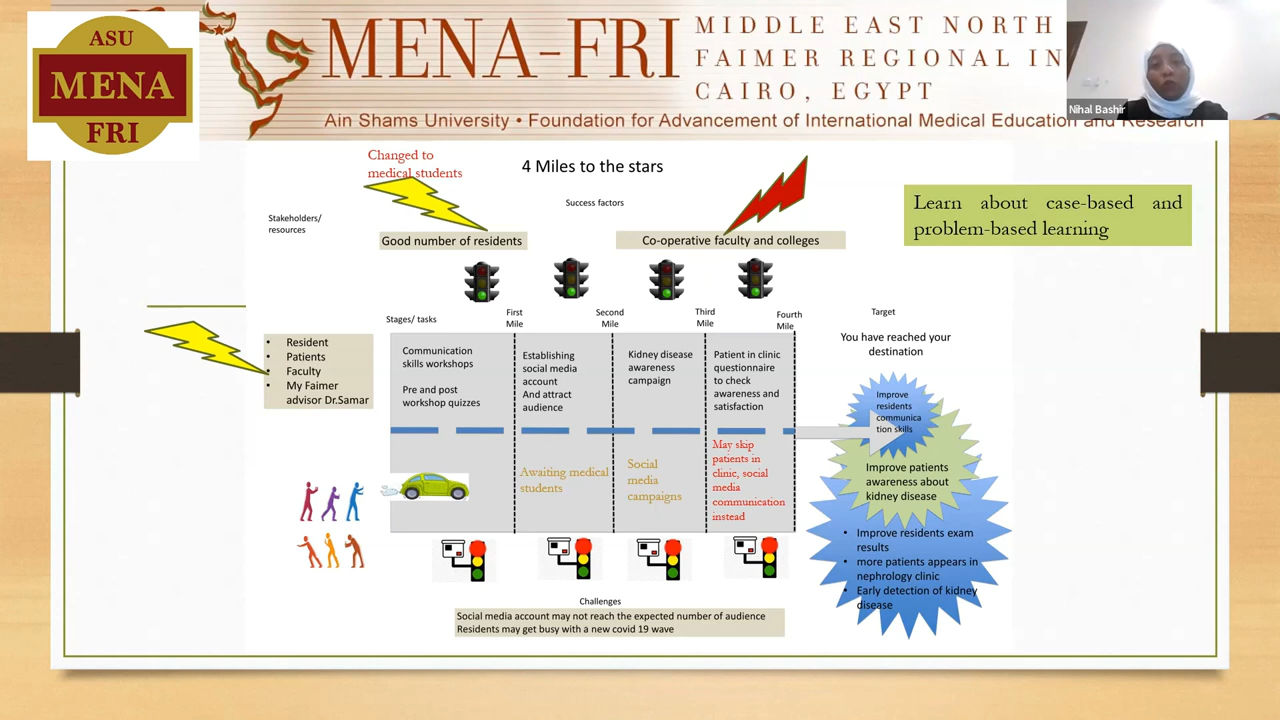 ASU
MENA
FRI
MENA-FRI
MIDDLE EAST NORTH
FAIMER REGIONAL IN
CAIRO, EGYPT
Ain Shams University • Foundation for Advancement of International Medical Education and Research
Nihal Bashir
Changed to
medical students
4 Miles to the stars
Success factors
Stakeholders/
resources
Good number of residents
Co-operative faculty and colleges
Learn about case-based and
problem-based learning
Stages/ tasks
First
Mile
Second
Mile
Third
Mile
Fourth
Mile
Target
You have reached your
destination
• Resident
• Patients
• Faculty
• My Faimer
advisor Dr.Samar
Communication
skills workshops
Pre and post
workshop quizzes
Establishing
social media
account
And attract
audience
Kidney disease
awareness
campaign
Patient in clinic
questionnaire
to check
awareness and
satisfaction
Awaiting medical
students
Social
media
campaigns
May skip
patients in
clinic, social
media
communication
instead
Improve
residents
communica
tion skills
Improve patients
awareness about
kidney disease
• Improve residents exam
results
• more patients appears in
nephrology clinic
• Early detection of kidney
disease
Challenges
Social media account may not reach the expected number of audience
Residents may get busy with a new covid 19 wave